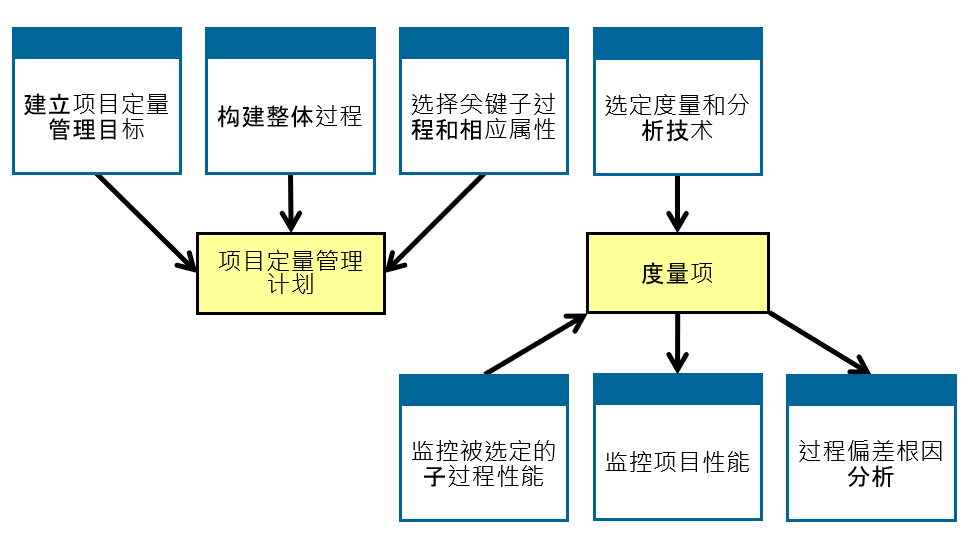 建立项目定量
管理目标
构建整体过程
选择关键子过
程和相应属性
选定度量和分
析技术
项目定量管理
计划
度量项
监控被选定的
子过程性能
监控项目性能
过程偏差根因
分析